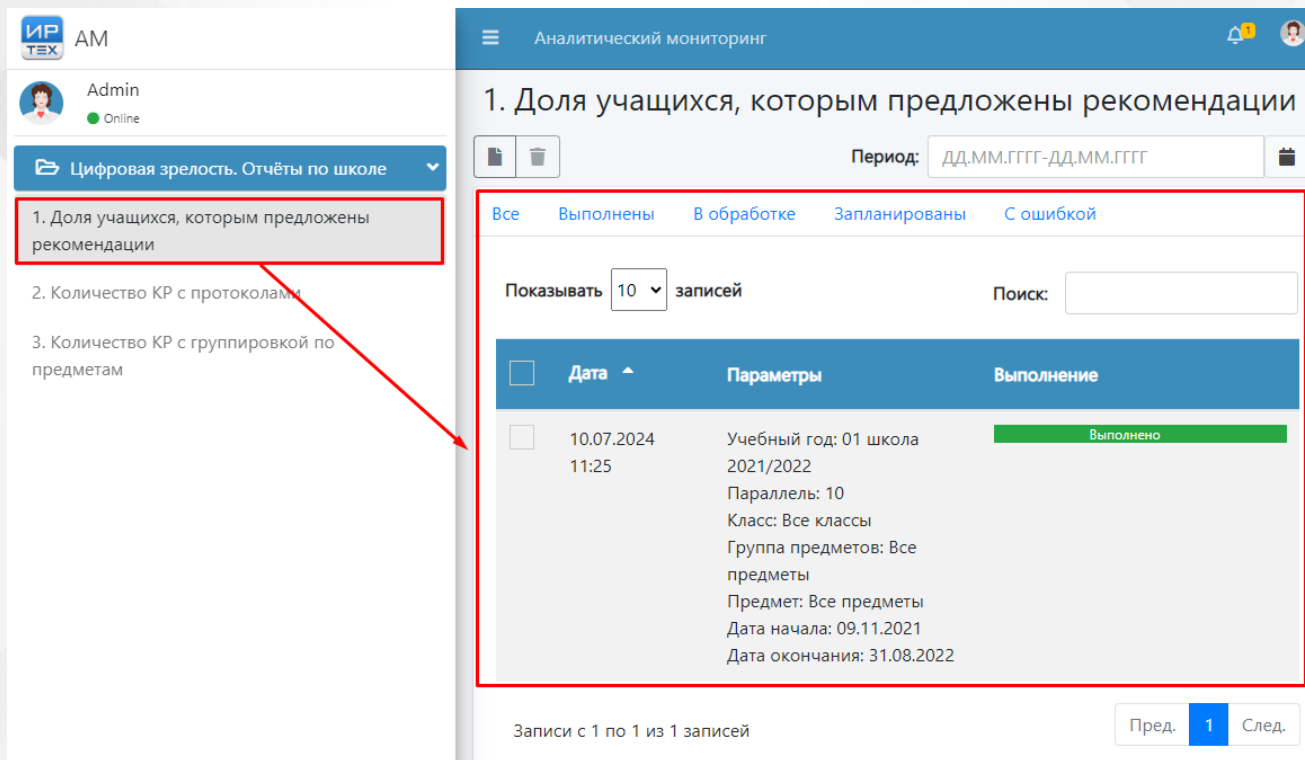 ИР
ТЕХ
АМ
Admin
Online
Цифровая зрелость. Отчёты по школе
1. Доля учащихся, которым предложены
рекомендации
2. Количество КР с протоколами
3. Количество КР с группировкой по
предметам
Аналитический мониторинг
1
1. Доля учащихся, которым предложены рекомендации
Период: ДД.ММ.ГГГГ-ДД.ММ.ГГГГ
Все Выполнены В обработке Запланированы С ошибкой
Показывать 10 записей Поиск:
Дата Параметры Выполнение
10.07.2024 Учебный год: 01 школа Выполнено
11:25 2021/2022
Параллель: 10
Класс: Все классы
Группа предметов: Все
предметы
Предмет: Все предметы
Дата начала: 09.11.2021
Дата окончания: 31.08.2022
Записи с 1 по 1 из 1 записей Пред. 1 След.